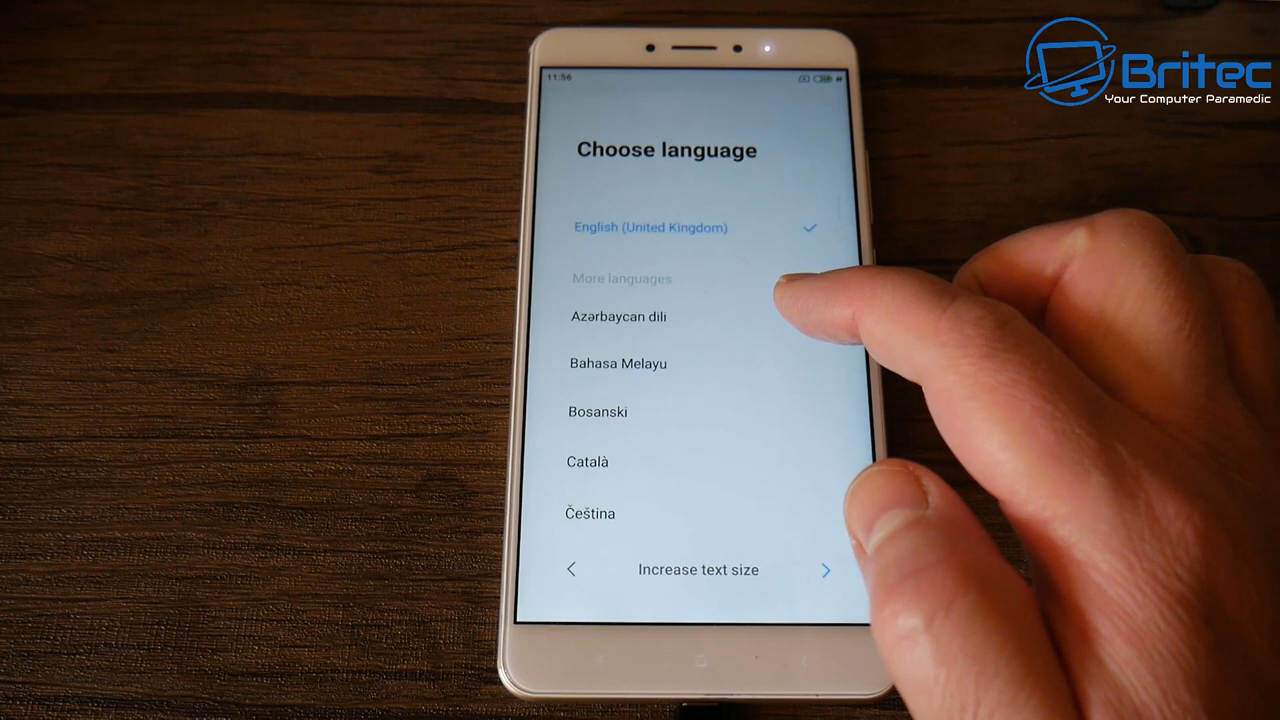 Britec
Your Computer Paramedic
11:56
Choose language
English (United Kingdom)
More languages
Azərbaycan dili
Bahasa Melayu
Bosanski
Català
Čeština
Increase text size